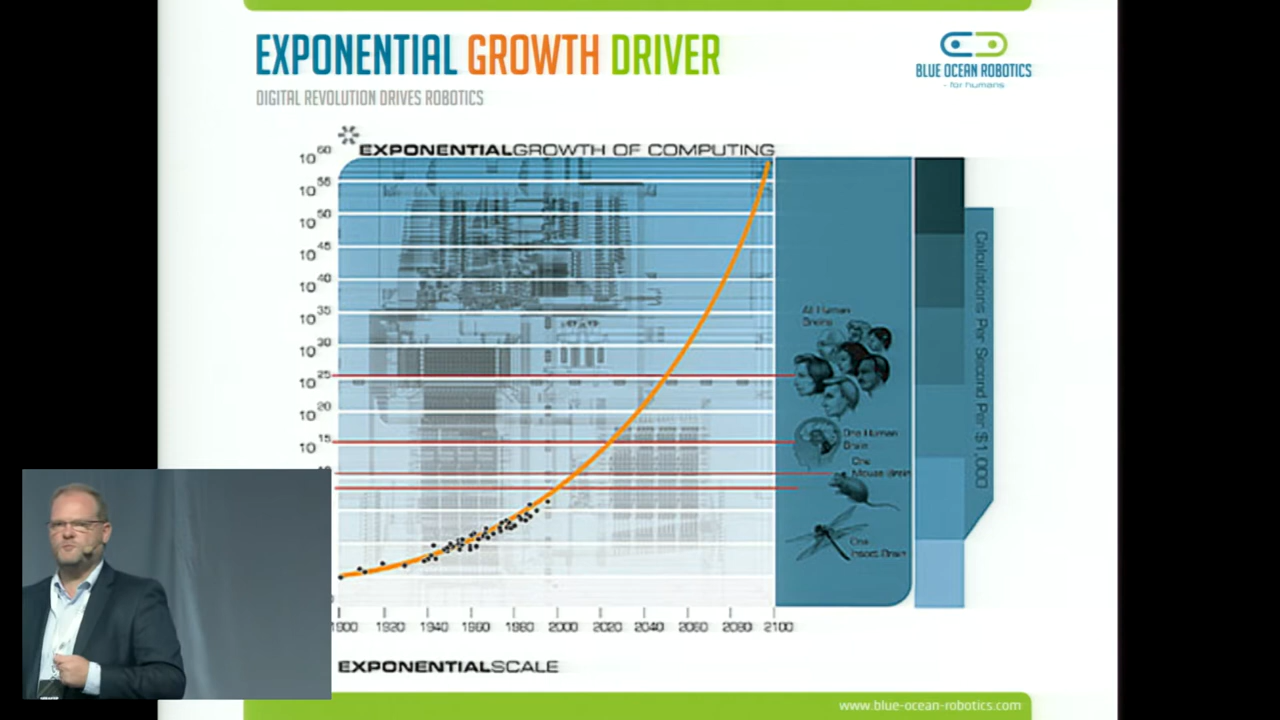 EXPONENTIAL GROWTH DRIVER
DIGITAL REVOLUTION DRIVES ROBOTICS
BLUE OCEAN ROBOTICS
- for humans
EXPONENTIALGROWTH OF COMPUTING
10 60
10 55
10 50
10 45
10 40
10 35
10 30
10 25
10 20
10 15
All Human
Brains
One Human
Brain
One
Mouse Brain
One
Insect Brain
Calculations Per Second Per $1,000
1900 1920 1940 1960 1980 2000 2020 2040 2060 2080 2100
EXPONENTIALSCALE
www.blue-ocean-robotics.com